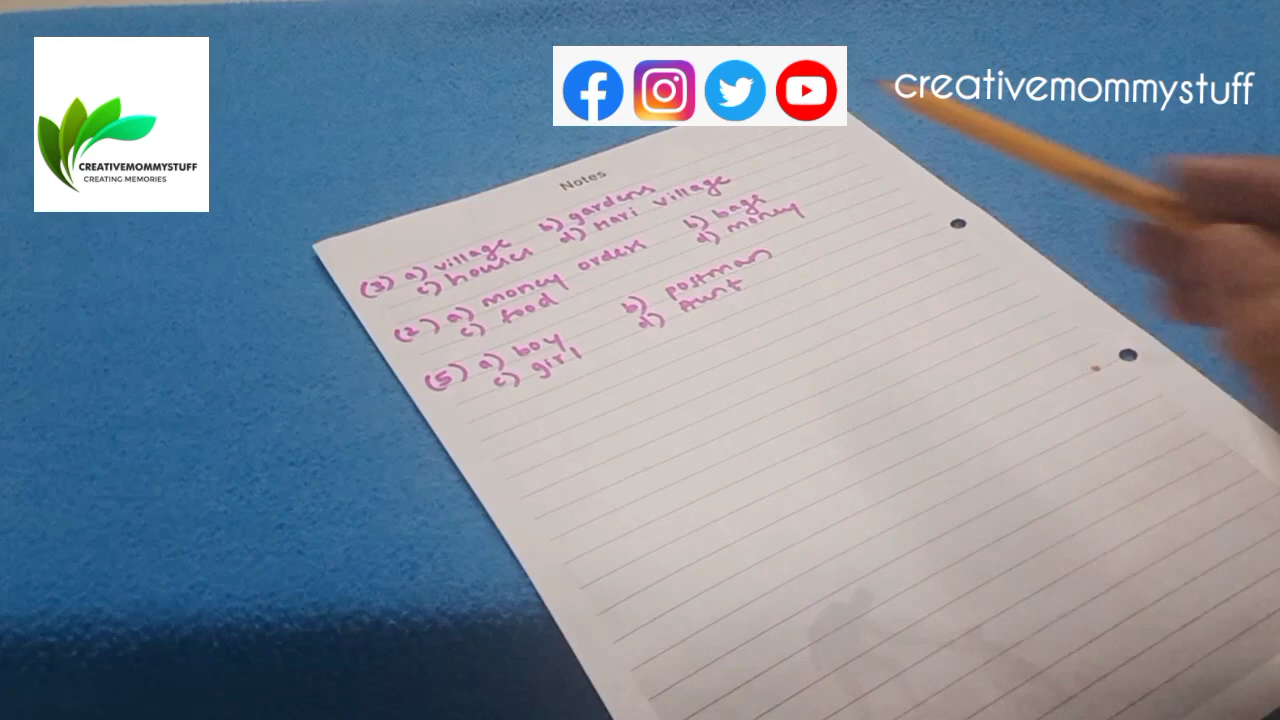 CREATIVEMOMMYSTUFF
CREATING MEMORIES
creativemommystuff
Notes
(3) a) village b) gardens
c) houses d) Hari village
(2) a) money orders b) bags
c) food d) money
(5) a) boy b) postman
c) girl d) Aunt